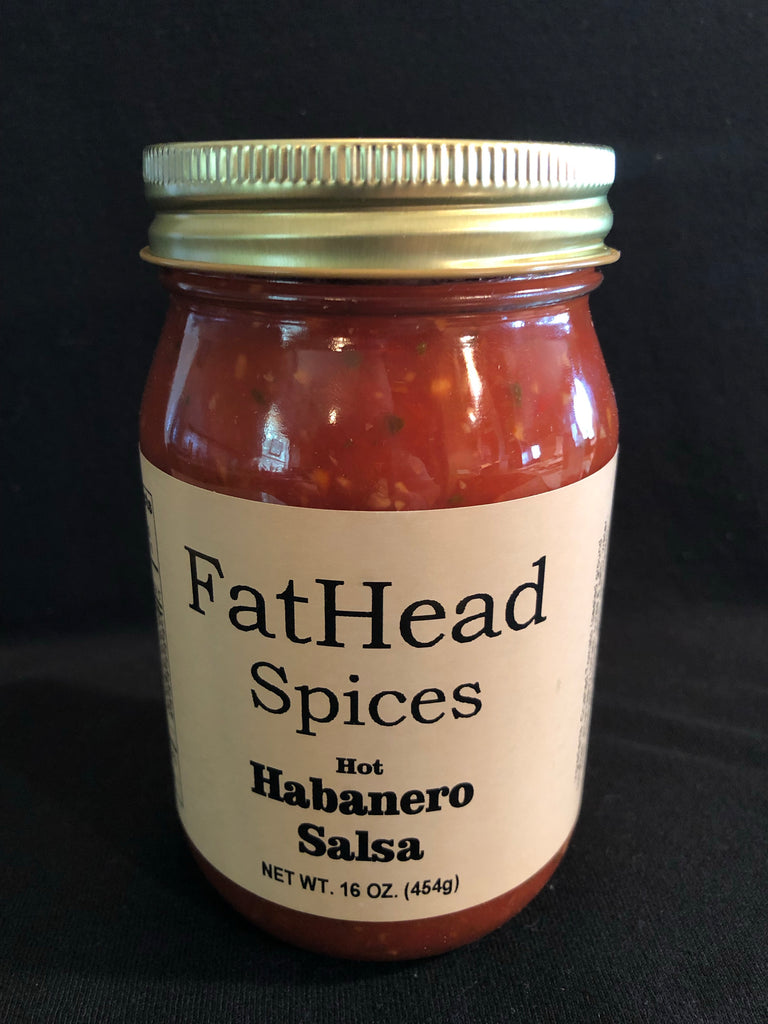 FatHead
Spices
Hot
Habanero
Salsa
NET WT. 16 OZ. (454g)